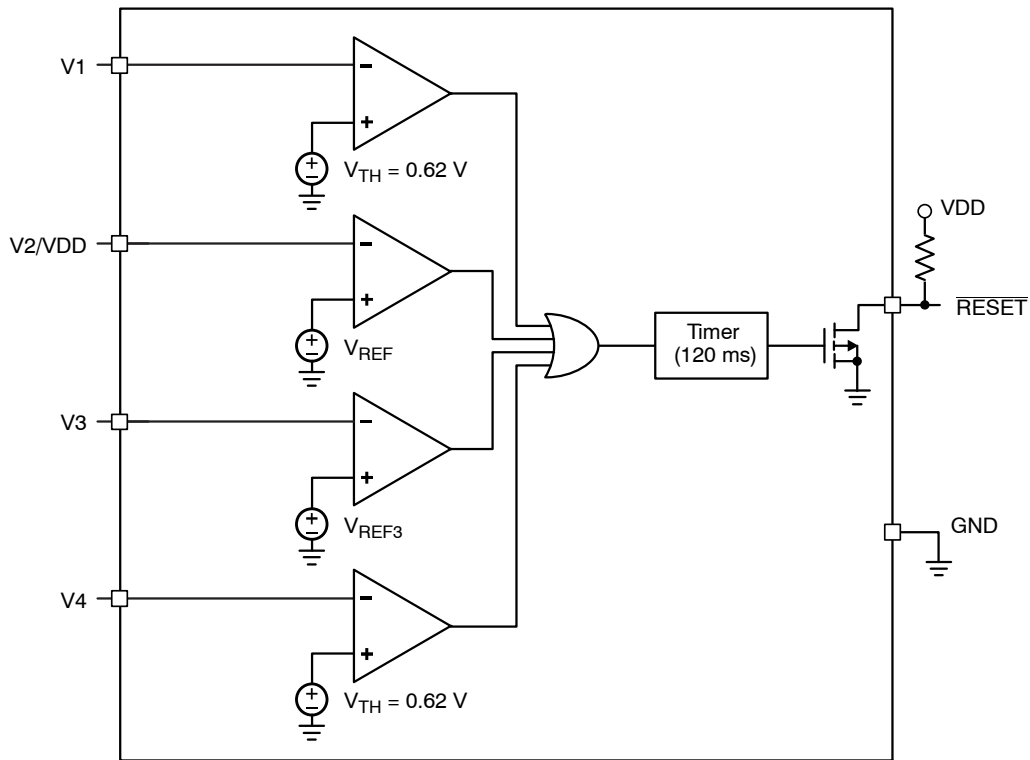 V1
−
+
+
−
V_TH = 0.62 V
V2/VDD
−
+
+
−
V_REF
V3
−
+
+
−
V_REF3
V4
−
+
+
−
V_TH = 0.62 V
Timer
(120 ms)
VDD
RESET
GND